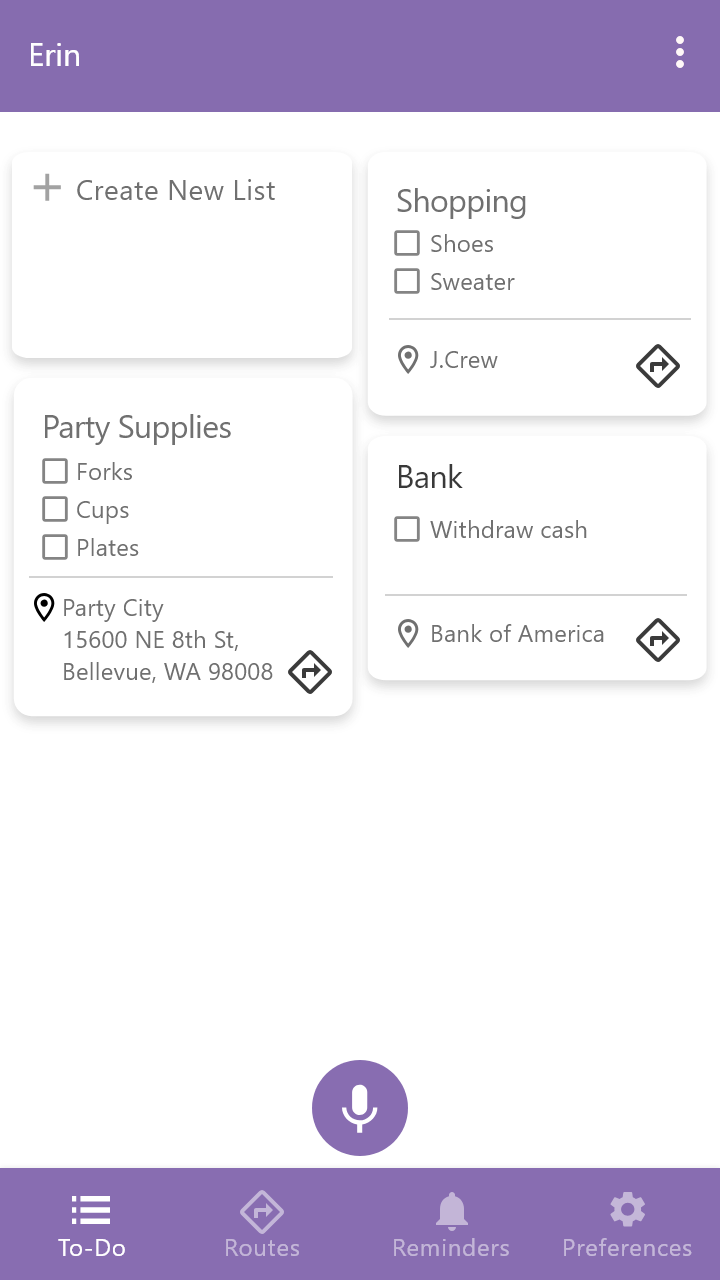 Erin
Create New List
Shopping
Shoes
Sweater
J.Crew
Party Supplies
Forks
Cups
Plates
Party City
15600 NE 8th St,
Bellevue, WA 98008
Bank
Withdraw cash
Bank of America
To-Do
Routes
Reminders
Preferences